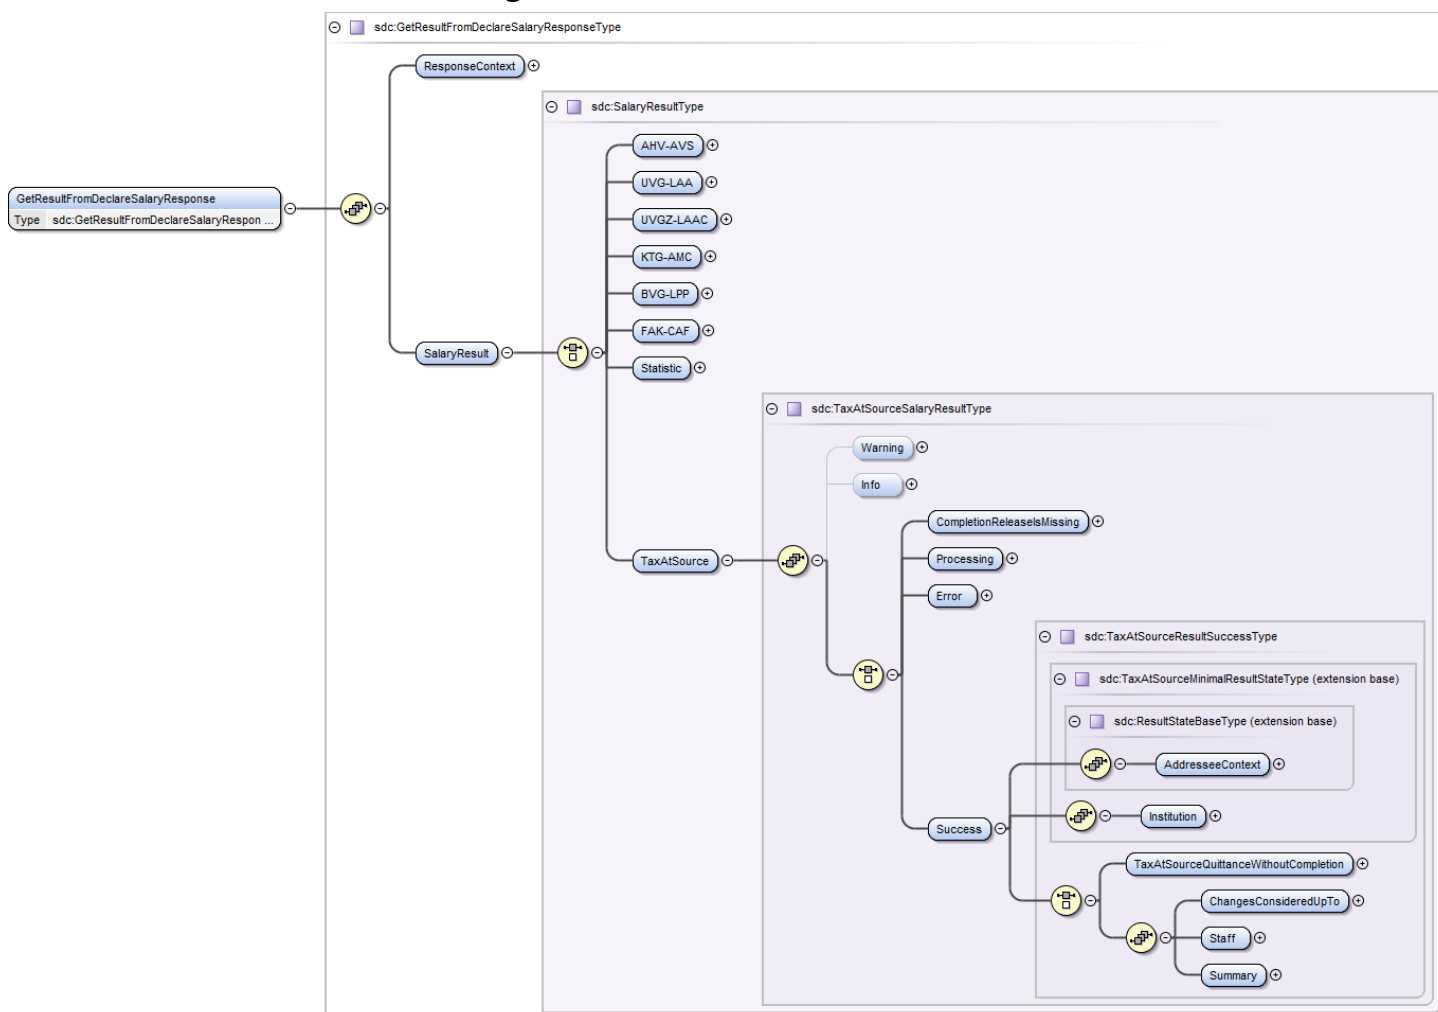 sdc:GetResultFromDeclareSalaryResponseType
ResponseContext
sdc:SalaryResultType
AHV-AVS
UVG-LAA
GetResultFromDeclareSalaryResponse
Type sdc:GetResultFromDeclareSalaryRespon ...
UVGZ-LAAC
KTG-AMC
BVG-LPP
FAK-CAF
SalaryResult
Statistic
sdc:TaxAtSourceSalaryResultType
Warning
Info
CompletionReleaseIsMissing
TaxAtSource
Processing
Error
sdc:TaxAtSourceResultSuccessType
sdc:TaxAtSourceMinimalResultStateType (extension base)
sdc:ResultStateBaseType (extension base)
AddresseeContext
Institution
Success
TaxAtSourceQuittanceWithoutCompletion
ChangesConsideredUpTo
Staff
Summary